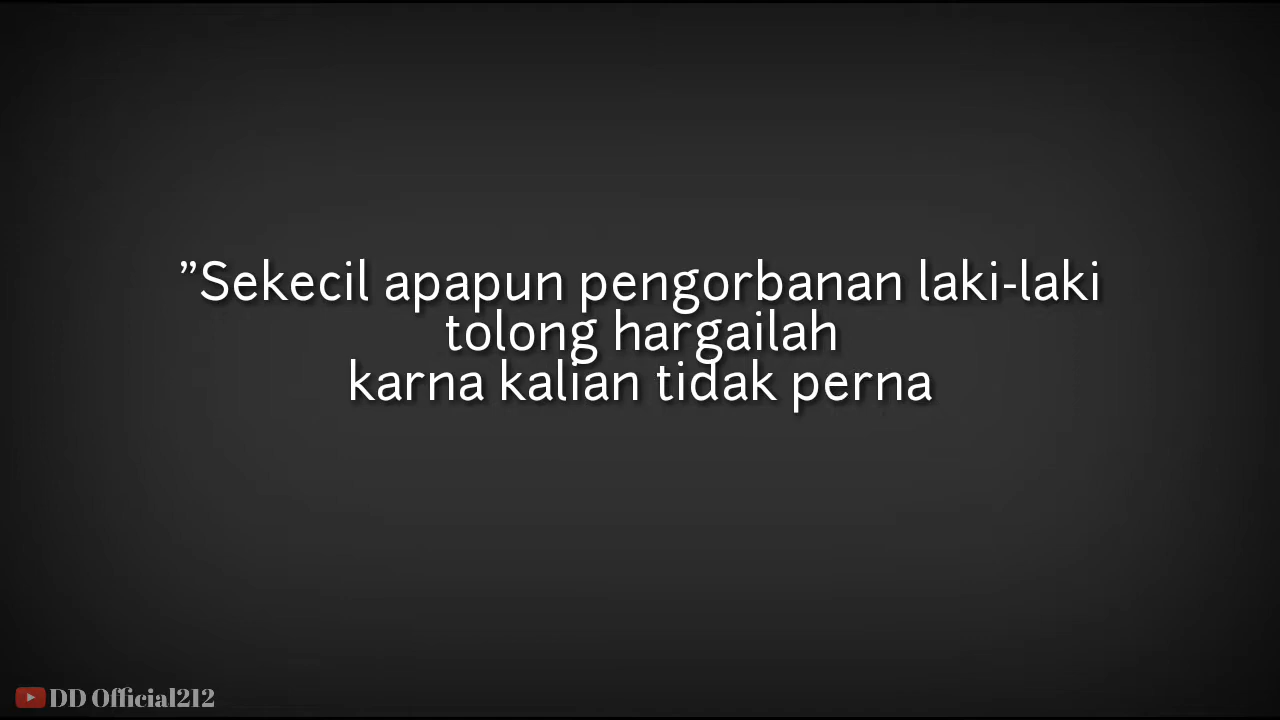 ”Sekecil apapun pengorbanan laki-laki
tolong hargailah
karna kalian tidak perna
DD Official212